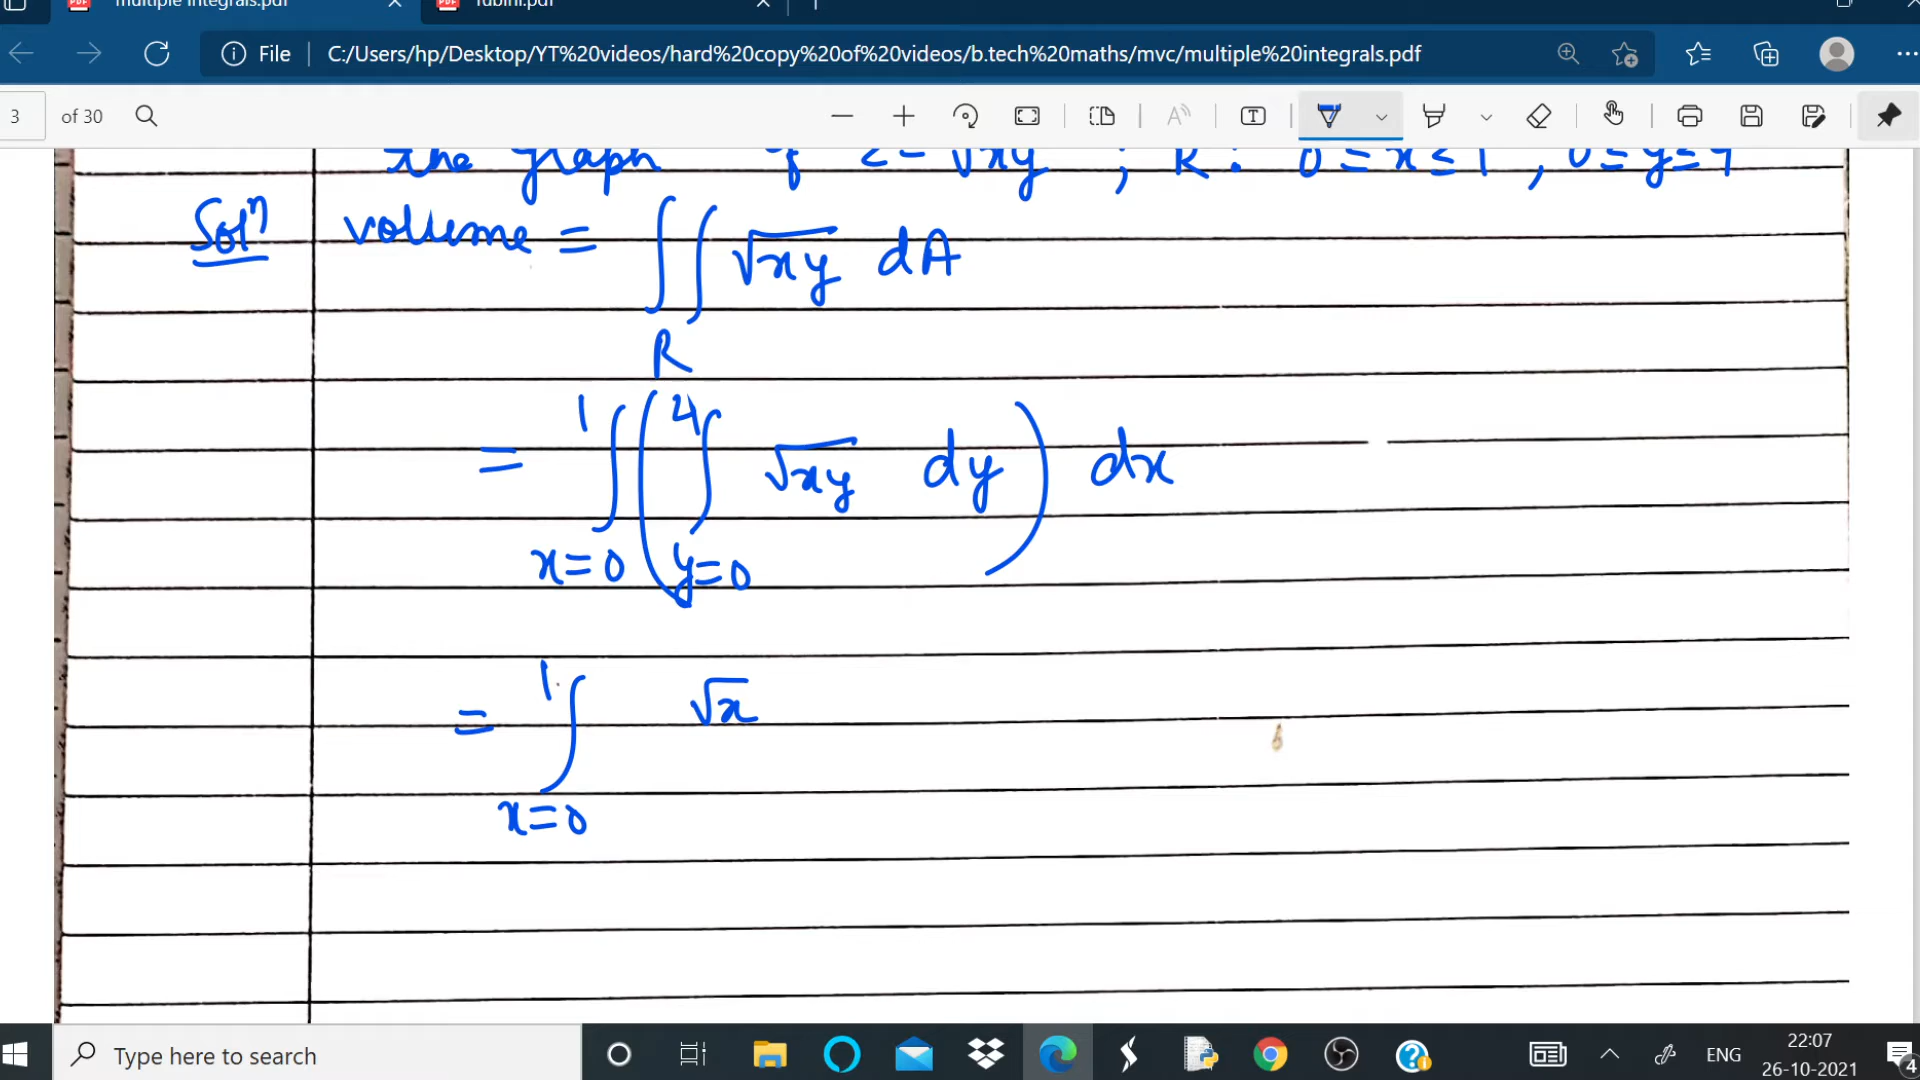 multiple integrals.pdf
fubini.pdf
File C:/Users/hp/Desktop/YT%20videos/hard%20copy%20of%20videos/b.tech%20maths/mvc/multiple%20integrals.pdf
3 of 30
the graph of z = √xy ; R : 0 ≤ x ≤ 1 , 0 ≤ y ≤ 4
Solⁿ volume = ∫∫ √xy dA
R
= 1 ∫ ( 4 ∫ √xy dy ) dx
x=0 y=0
= 1 ∫ √x
x=0
Type here to search
ENG
22:07
26-10-2021
4